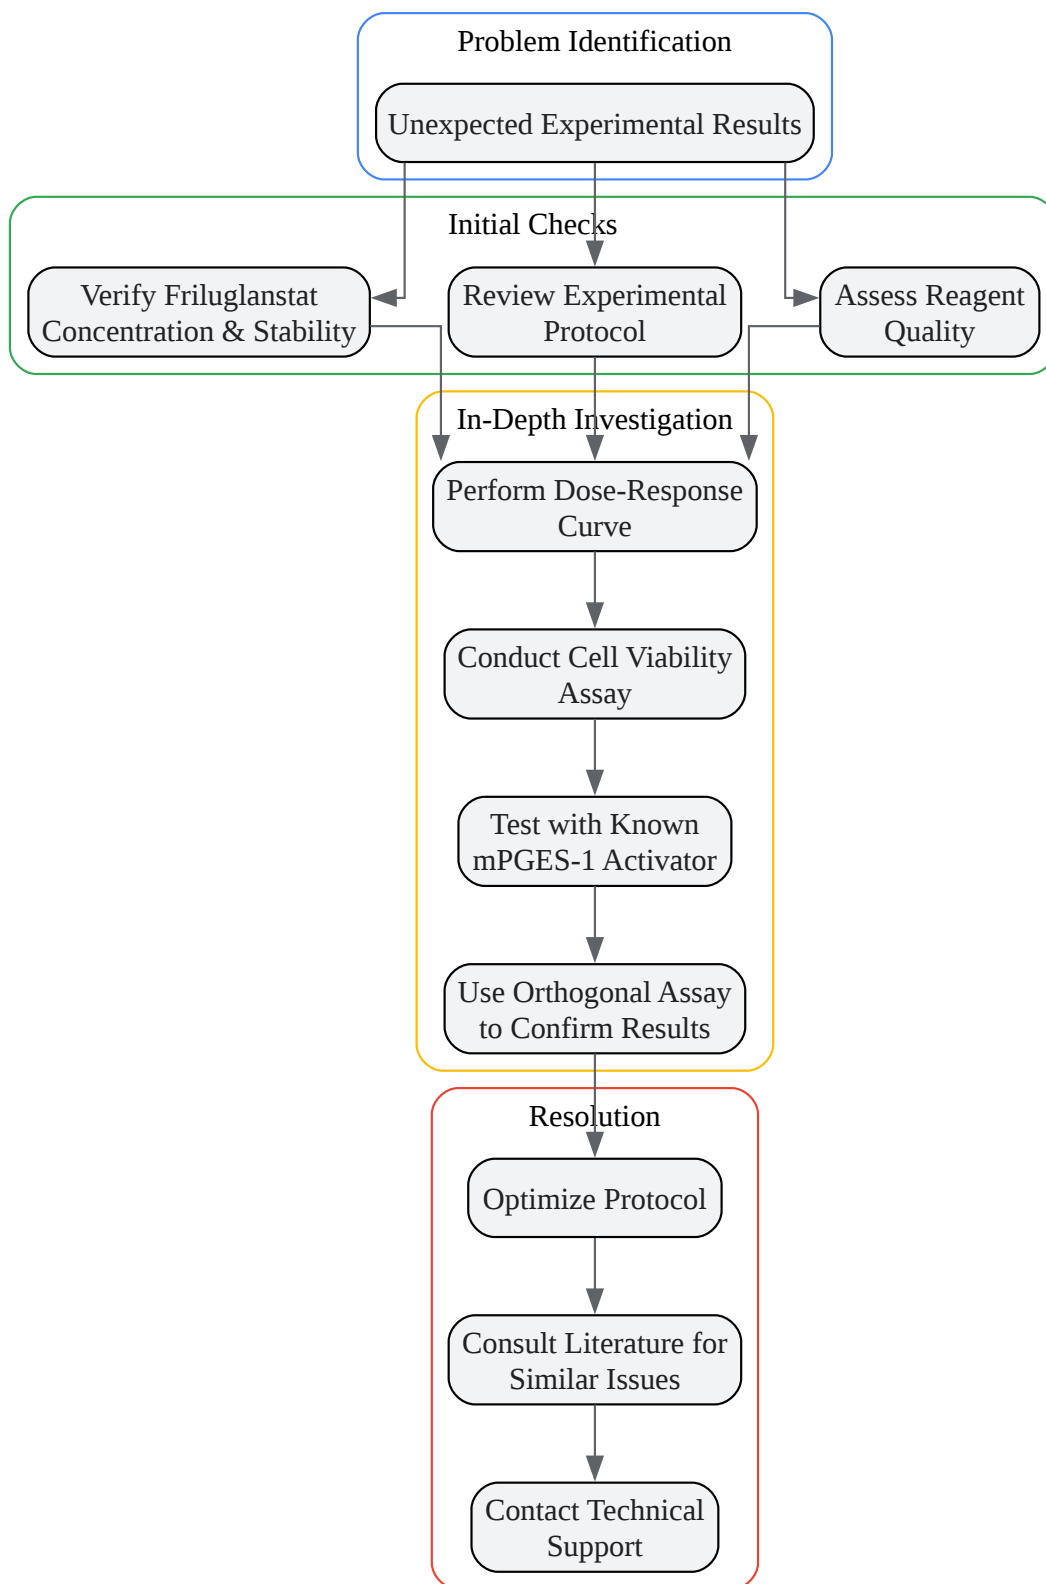 Problem Identification
Unexpected Experimental Results
Initial Checks
Verify Friluglanstat
Concentration & Stability
Review Experimental
Protocol
Assess Reagent
Quality
In-Depth Investigation
Perform Dose-Response
Curve
Conduct Cell Viability
Assay
Test with Known
mPGES-1 Activator
Use Orthogonal Assay
to Confirm Results
Resolution
Optimize Protocol
Consult Literature for
Similar Issues
Contact Technical
Support